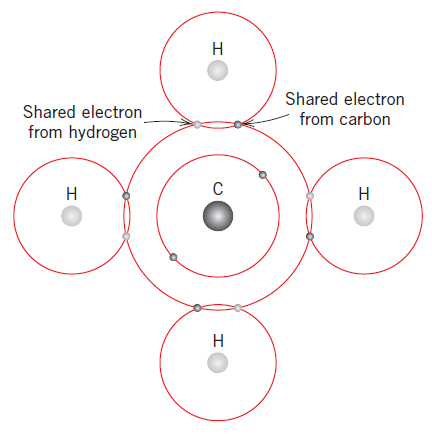 H
Shared electron
from hydrogen
Shared electron
from carbon
H
C
H
H